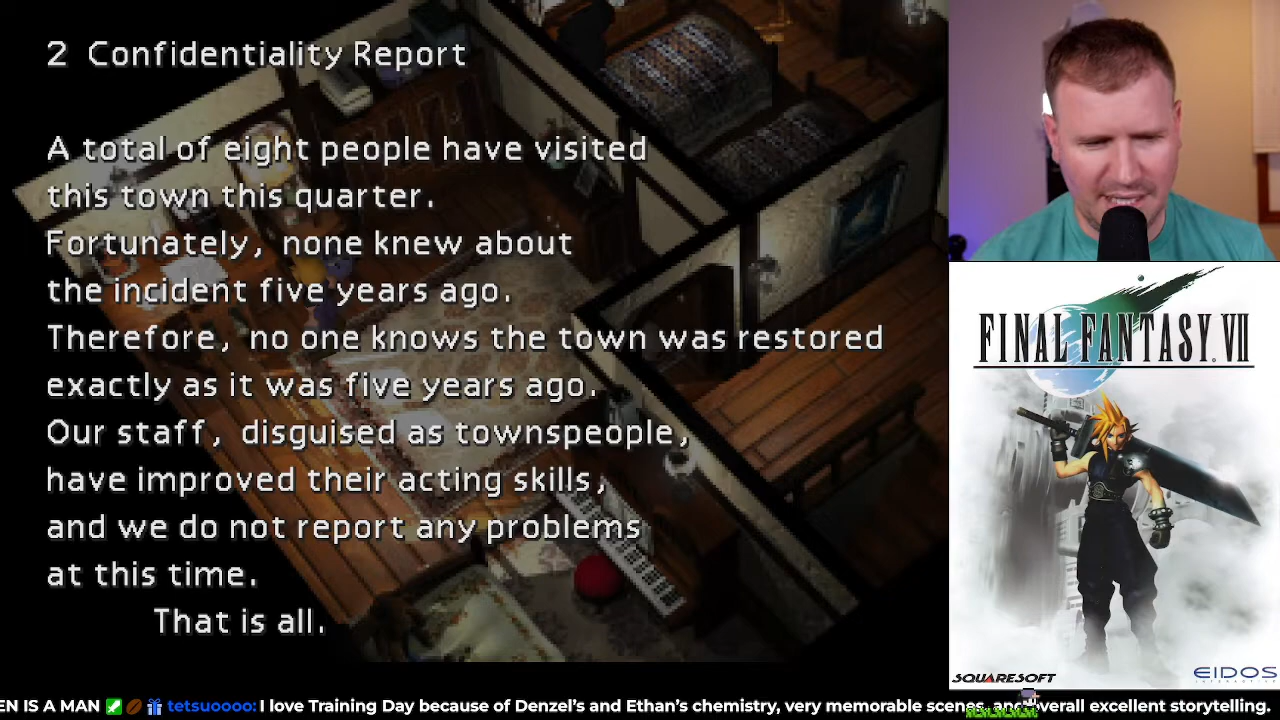 2 Confidentiality Report
A total of eight people have visited
this town this quarter.
Fortunately, none knew about
the incident five years ago.
Therefore, no one knows the town was restored
exactly as it was five years ago.
Our staff, disguised as townspeople,
have improved their acting skills,
and we do not report any problems
at this time.
That is all.
FINAL FANTASY. VII
SQUARESOFT
EIDOS
INTERACTIVE
EN IS A MAN tetsuoooo: I love Training Day because of Denzel's and Ethan's chemistry, very memorable scenes, and overall excellent storytelling.